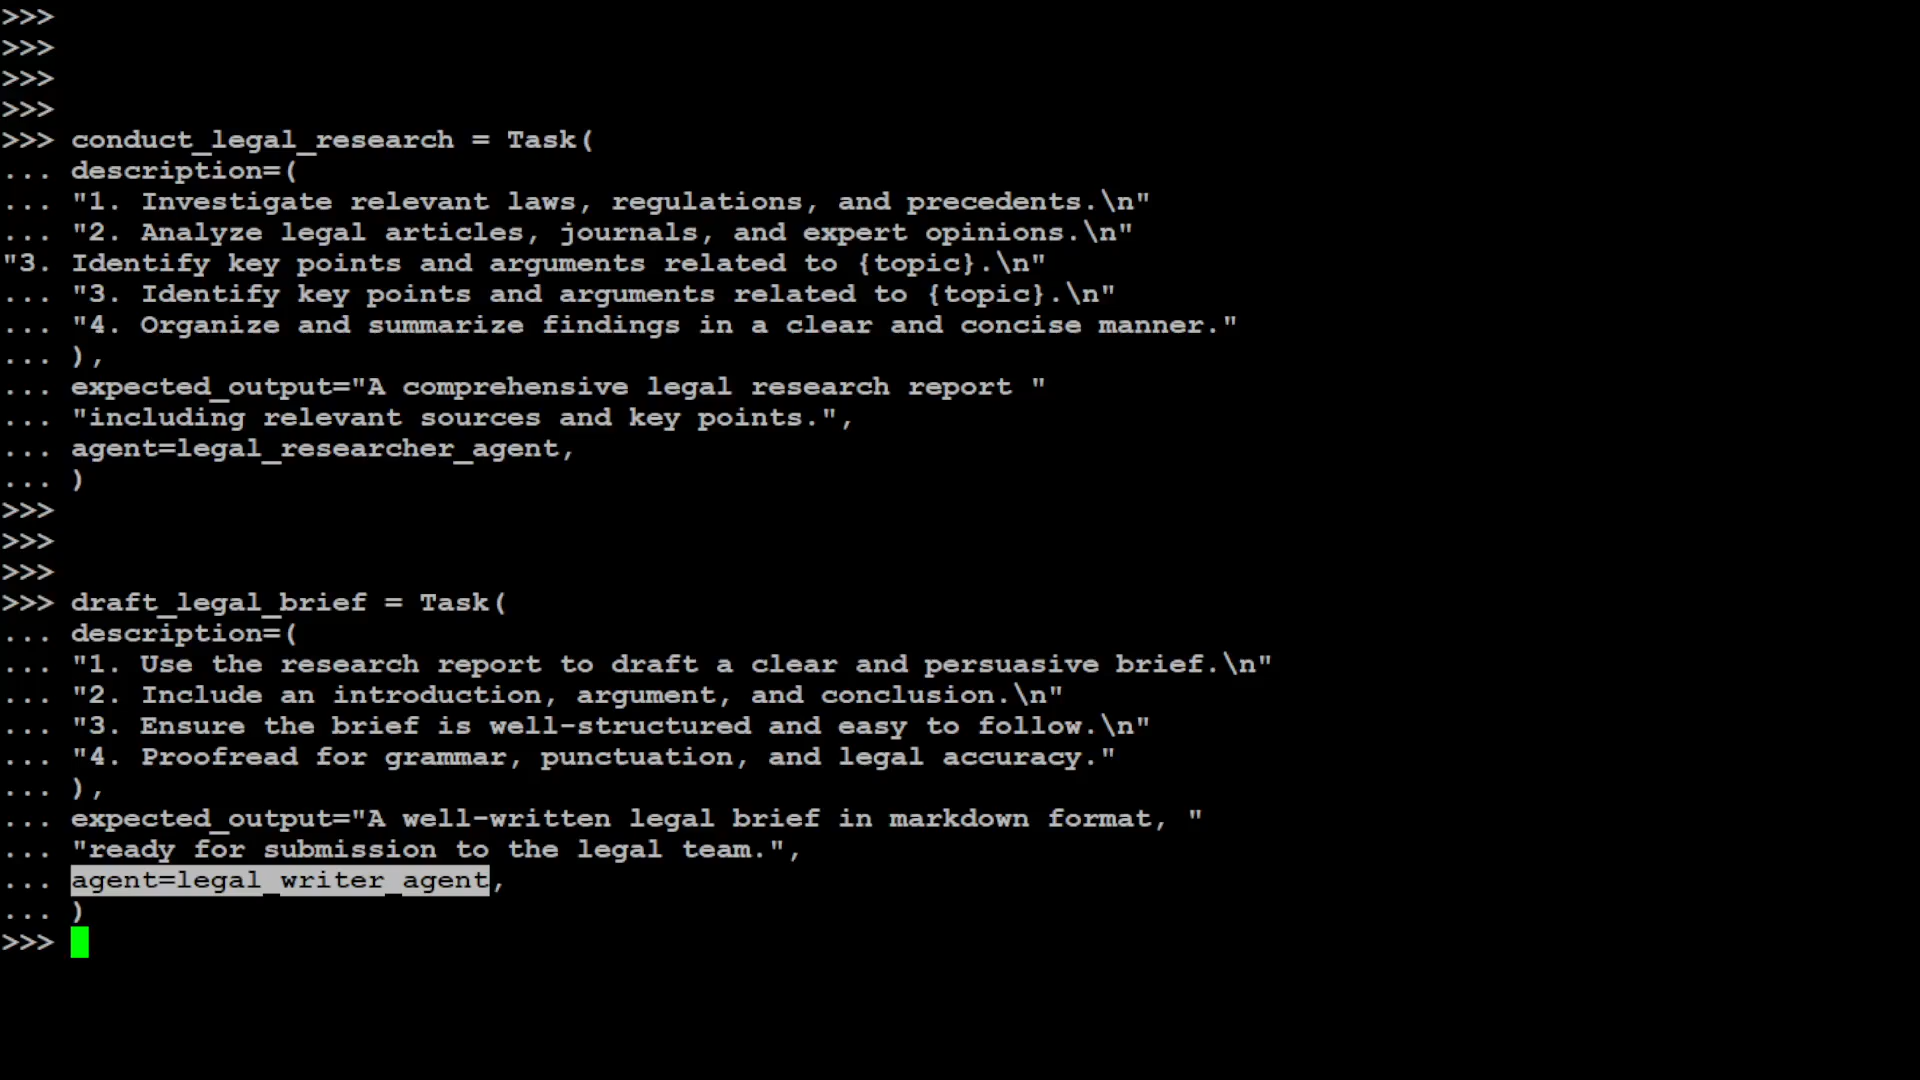 >>>
>>>
>>>
>>>
>>> conduct_legal_research = Task(
... description=(
... "1. Investigate relevant laws, regulations, and precedents.\n"
... "2. Analyze legal articles, journals, and expert opinions.\n"
"3. Identify key points and arguments related to {topic}.\n"
... "3. Identify key points and arguments related to {topic}.\n"
... "4. Organize and summarize findings in a clear and concise manner."
... ),
... expected_output="A comprehensive legal research report "
... "including relevant sources and key points.",
... agent=legal_researcher_agent,
... )
>>>
>>>
>>>
>>> draft_legal_brief = Task(
... description=(
... "1. Use the research report to draft a clear and persuasive brief.\n"
... "2. Include an introduction, argument, and conclusion.\n"
... "3. Ensure the brief is well-structured and easy to follow.\n"
... "4. Proofread for grammar, punctuation, and legal accuracy."
... ),
... expected_output="A well-written legal brief in markdown format, "
... "ready for submission to the legal team.",
... agent=legal_writer_agent,
... )
>>>